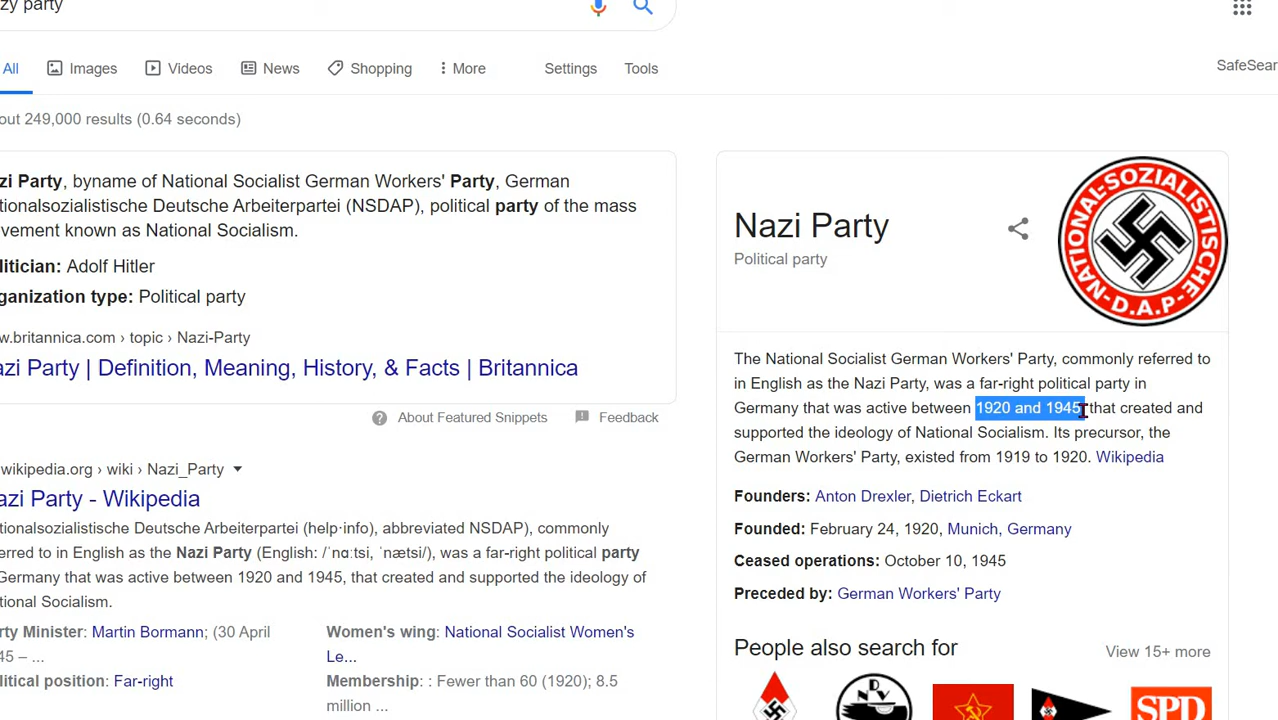 zy party
All
Images
Videos
News
Shopping
More
Settings
Tools
SafeSear
out 249,000 results (0.64 seconds)
zi Party, byname of National Socialist German Workers' Party, German
tionalsozialistische Deutsche Arbeiterpartei (NSDAP), political party of the mass
vement known as National Socialism.
litician: Adolf Hitler
ganization type: Political party
w.britannica.com › topic › Nazi-Party
azi Party | Definition, Meaning, History, & Facts | Britannica
About Featured Snippets
Feedback
wikipedia.org › wiki › Nazi_Party
azi Party - Wikipedia
tionalsozialistische Deutsche Arbeiterpartei (help·info), abbreviated NSDAP), commonly
erred to in English as the Nazi Party (English: /ˈnɑːtsi, ˈnætsi/), was a far-right political party
Germany that was active between 1920 and 1945, that created and supported the ideology of
tional Socialism.
rty Minister: Martin Bormann; (30 April
45 – ...
litical position: Far-right
Women's wing: National Socialist Women's
Le...
Membership: : Fewer than 60 (1920); 8.5
million ...
Nazi Party
Political party
NATIONAL-SOZIALISTISCHE
D.A.P.
The National Socialist German Workers' Party, commonly referred to
in English as the Nazi Party, was a far-right political party in
Germany that was active between 1920 and 1945, that created and
supported the ideology of National Socialism. Its precursor, the
German Workers' Party, existed from 1919 to 1920. Wikipedia
Founders: Anton Drexler, Dietrich Eckart
Founded: February 24, 1920, Munich, Germany
Ceased operations: October 10, 1945
Preceded by: German Workers' Party
People also search for
View 15+ more
NDV
SPD